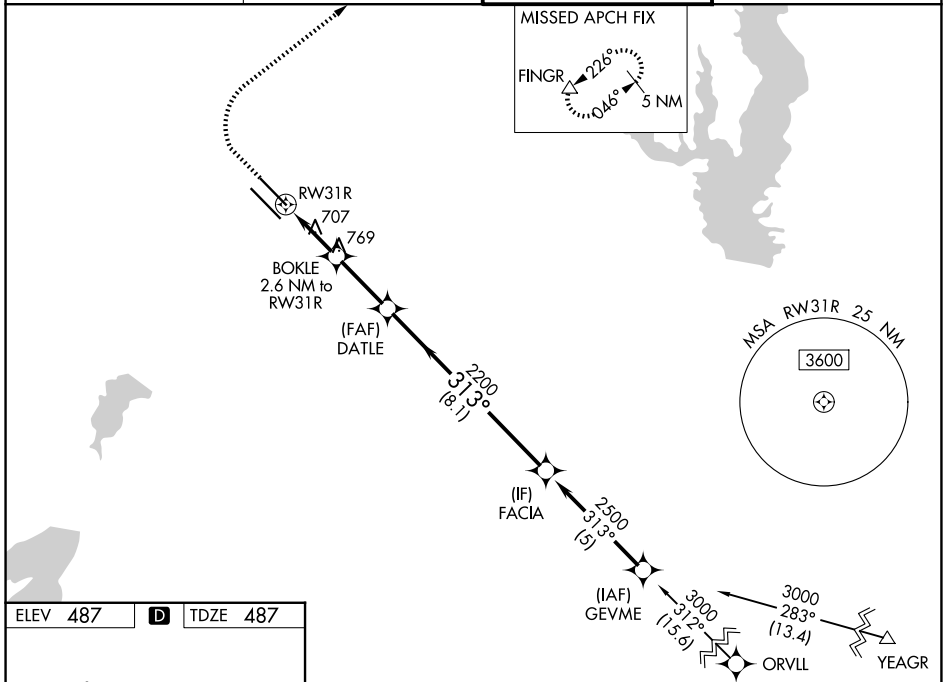 MISSED APCH FIX
FINGR
226°
046°
5 NM
RW31R
707
769
BOKLE
2.6 NM to
RW31R
(FAF)
DATLE
2200
313°
(8.1)
MSA RW31R 25 NM
3600
(IF)
FACIA
2500
313°
(5)
(IAF)
GEVME
3000
312°
(15.6)
ORVLL
3000
283°
(13.4)
YEAGR
ELEV 487 D TDZE 487